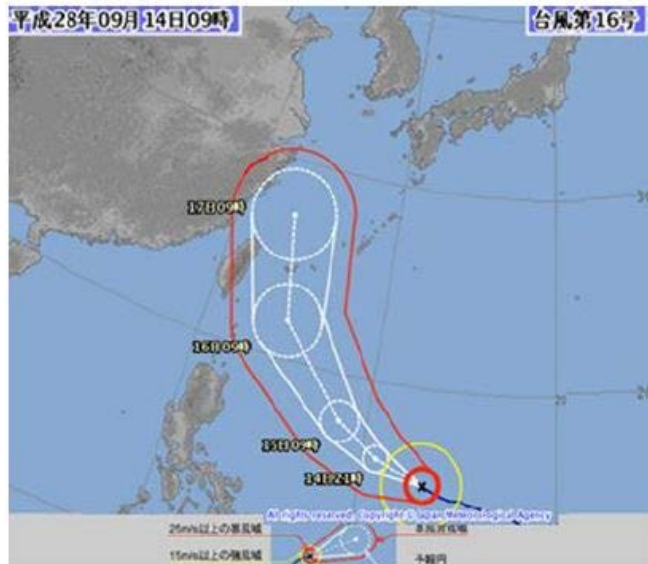 平成28年09月14日09時
台風第16号
17日09時
16日09時
15日09時
14日21時
All rights reserved. Copyright © Japan Meteorological Agency
25m/s以上の暴風域
暴風警戒域
15m/s以上の強風域
予報円